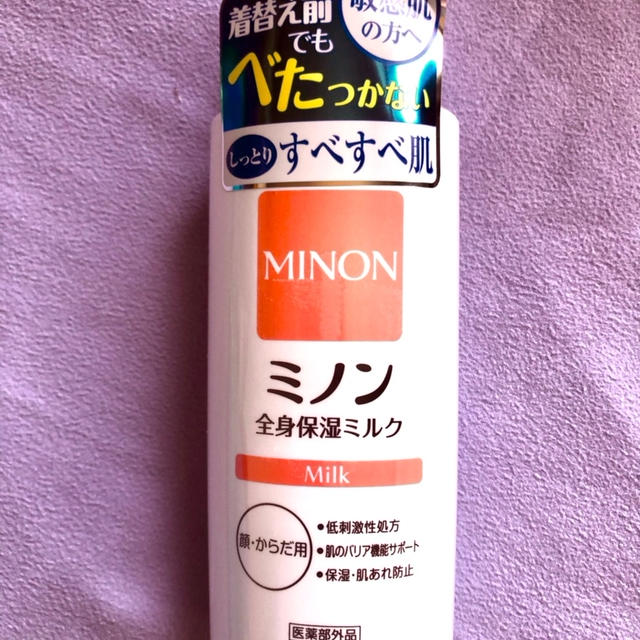 着替え前
でも
敏感肌
の方へ
べたつかない
しっとり すべすべ肌
MINON
ミノン
全身保湿ミルク
Milk
顔・からだ用
•低刺激性処方
•肌のバリア機能サポート
•保湿・肌あれ防止
医薬部外品